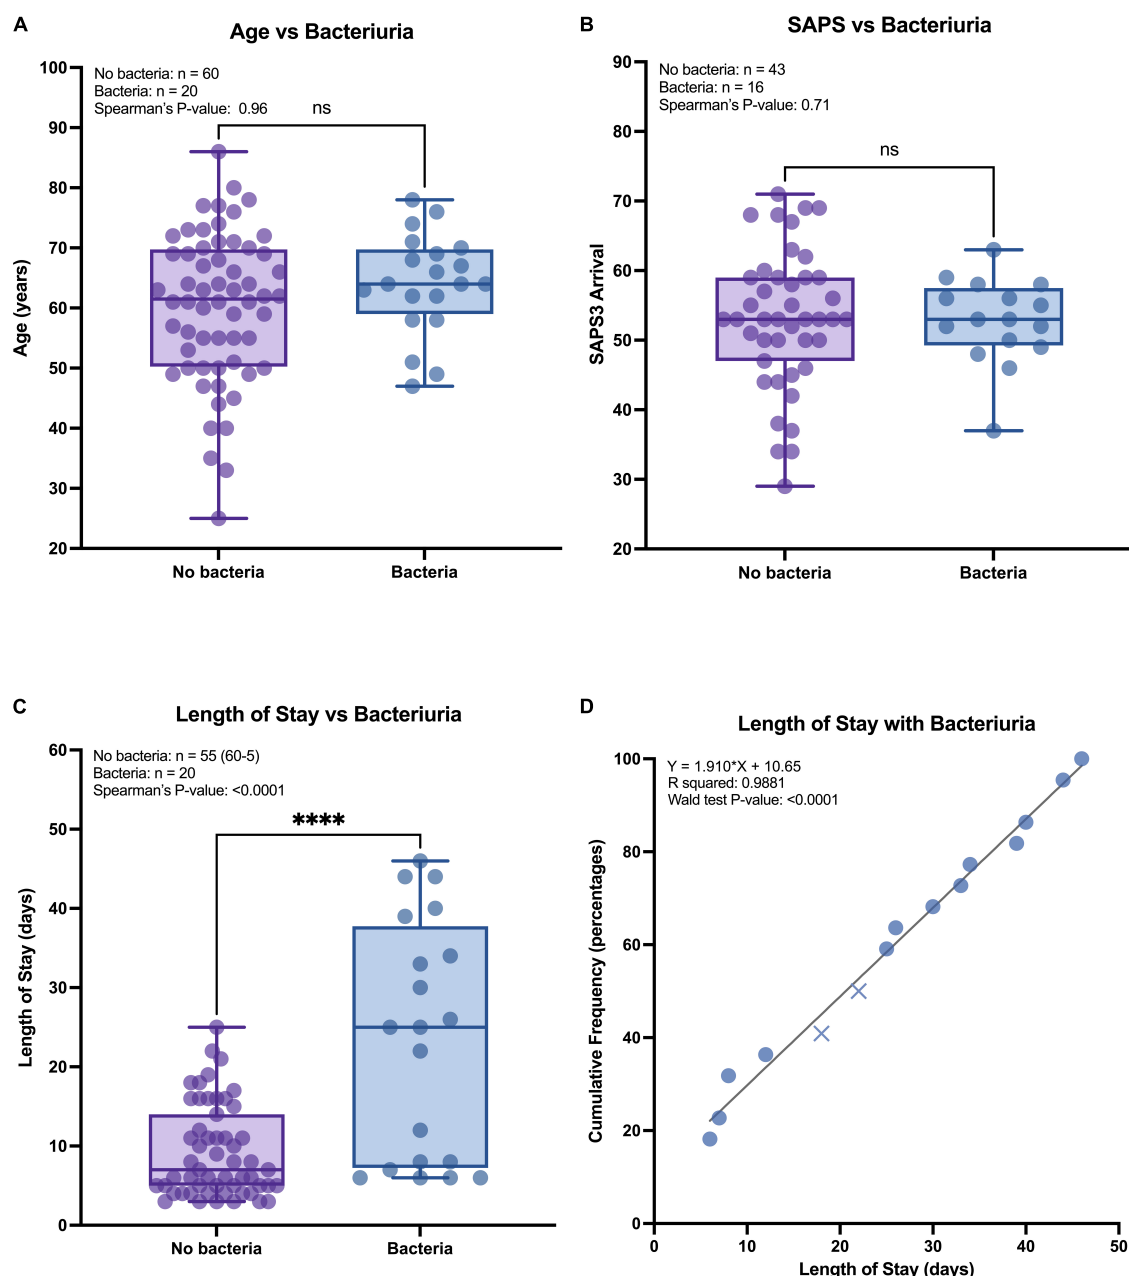 A
Age vs Bacteriuria
No bacteria: n = 60
Bacteria: n = 20
Spearman's P-value: 0.96
ns
Age (years)
100
90
80
70
60
50
40
30
20
No bacteria
Bacteria
B
SAPS vs Bacteriuria
No bacteria: n = 43
Bacteria: n = 16
Spearman's P-value: 0.71
ns
SAPS3 Arrival
90
80
70
60
50
40
30
20
No bacteria
Bacteria
C
Length of Stay vs Bacteriuria
No bacteria: n = 55 (60-5)
Bacteria: n = 20
Spearman's P-value: <0.0001
****
Length of Stay (days)
60
50
40
30
20
10
0
No bacteria
Bacteria
D
Length of Stay with Bacteriuria
Y = 1.910*X + 10.65
R squared: 0.9881
Wald test P-value: <0.0001
Cumulative Frequency (percentages)
100
80
60
40
20
0
0
10
20
30
40
50
Length of Stay (days)